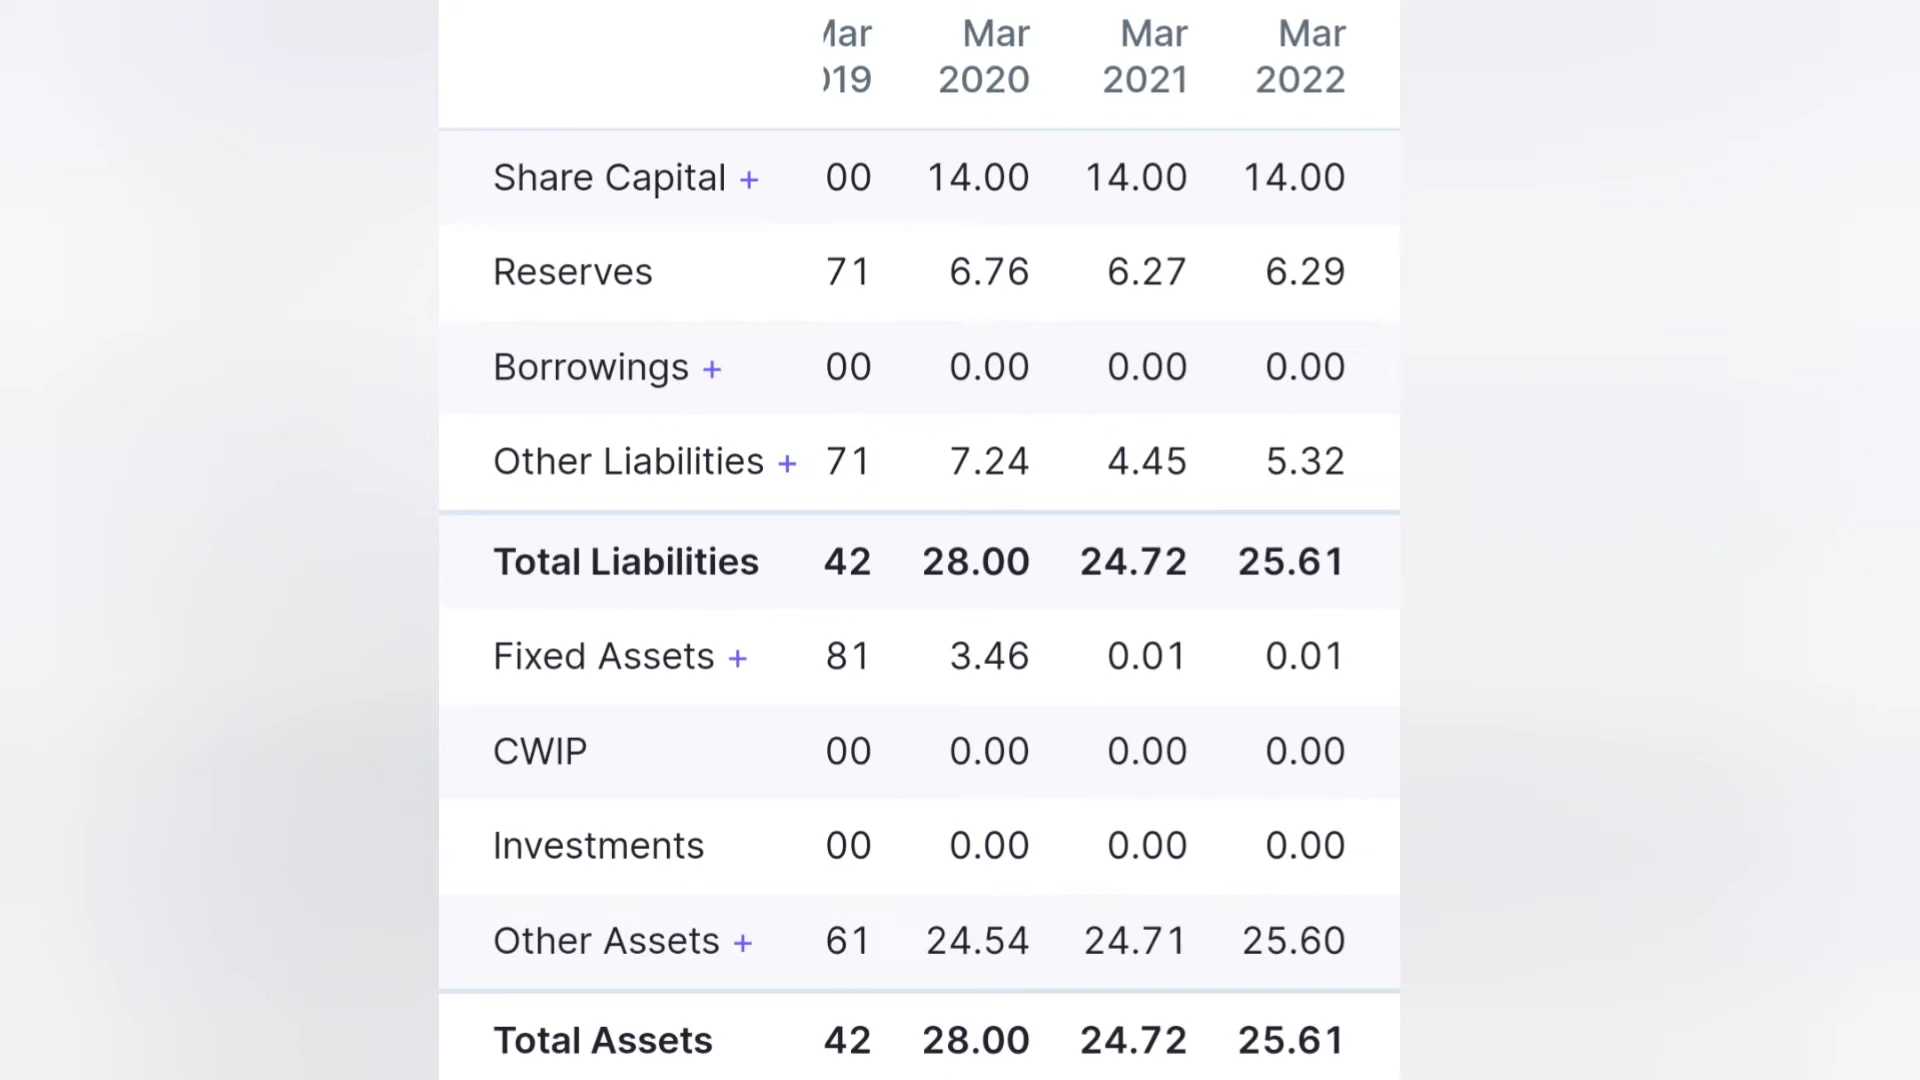 Mar Mar Mar
2020 2021 2022
Share Capital + 00 14.00 14.00 14.00
Reserves 71 6.76 6.27 6.29
Borrowings + 00 0.00 0.00 0.00
Other Liabilities + 71 7.24 4.45 5.32
Total Liabilities 42 28.00 24.72 25.61
Fixed Assets + 81 3.46 0.01 0.01
CWIP 00 0.00 0.00 0.00
Investments 00 0.00 0.00 0.00
Other Assets + 61 24.54 24.71 25.60
Total Assets 42 28.00 24.72 25.61